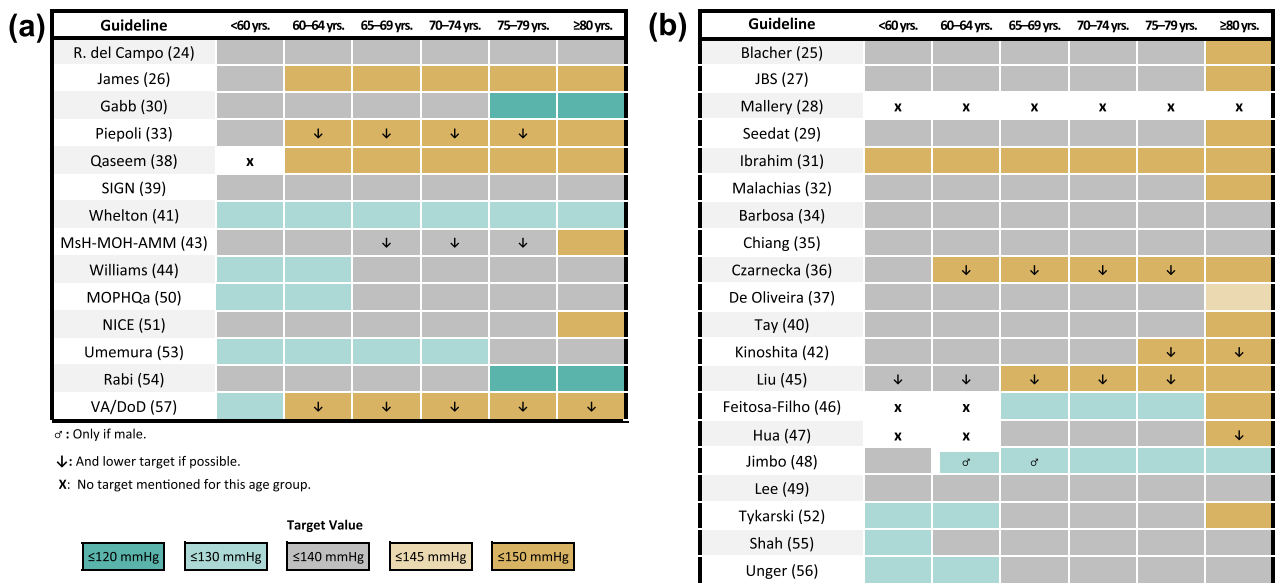 (a)
Guideline <60 yrs. 60–64 yrs. 65–69 yrs. 70–74 yrs. 75–79 yrs. ≥80 yrs.
R. del Campo (24)
James (26)
Gabb (30)
Piepoli (33) ↓ ↓ ↓ ↓
Qaseem (38) x
SIGN (39)
Whelton (41)
MsH-MOH-AMM (43) ↓ ↓ ↓
Williams (44)
MOPHQa (50)
NICE (51)
Umemura (53)
Rabi (54)
VA/DoD (57) ↓ ↓ ↓ ↓ ↓
♂ : Only if male.
↓: And lower target if possible.
X: No target mentioned for this age group.
Target Value
≤120 mmHg ≤130 mmHg ≤140 mmHg ≤145 mmHg ≤150 mmHg
(b)
Guideline <60 yrs. 60–64 yrs. 65–69 yrs. 70–74 yrs. 75–79 yrs. ≥80 yrs.
Blacher (25)
JBS (27)
Mallery (28) x x x x x x
Seedat (29)
Ibrahim (31)
Malachias (32)
Barbosa (34)
Chiang (35)
Czarnecka (36) ↓ ↓ ↓ ↓
De Oliveira (37)
Tay (40)
Kinoshita (42) ↓ ↓
Liu (45) ↓ ↓ ↓ ↓ ↓
Feitosa-Filho (46) x x
Hua (47) x x ↓
Jimbo (48) ♂ ♂
Lee (49)
Tykarski (52)
Shah (55)
Unger (56)